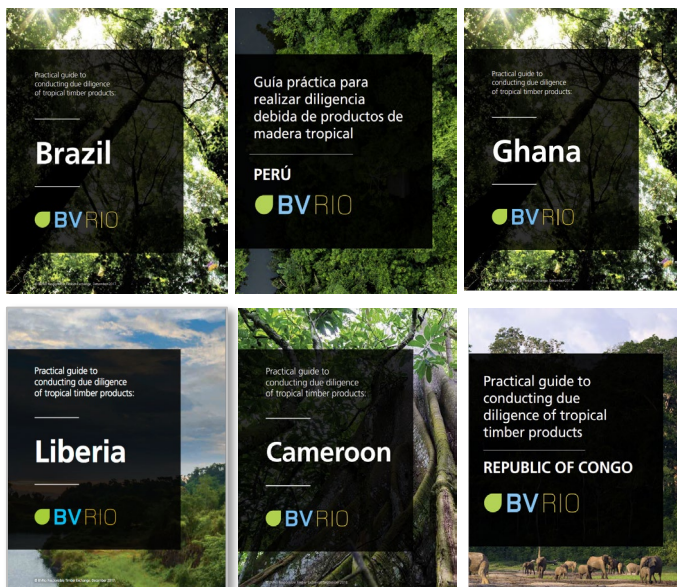 Practical guide to
conducting due diligence
of tropical timber products:
Brazil
BVRIO
Guía práctica para
realizar diligencia
debida de productos de
madera tropical
PERÚ
BVRIO
Practical guide to
conducting due diligence
of tropical timber products:
Ghana
BVRIO
Practical guide to
conducting due diligence
of tropical timber products:
Liberia
BVRIO
Practical guide to
conducting due diligence
of tropical timber products:
Cameroon
BVRIO
Practical guide to
conducting due
diligence of tropical
timber products
REPUBLIC OF CONGO
BVRIO